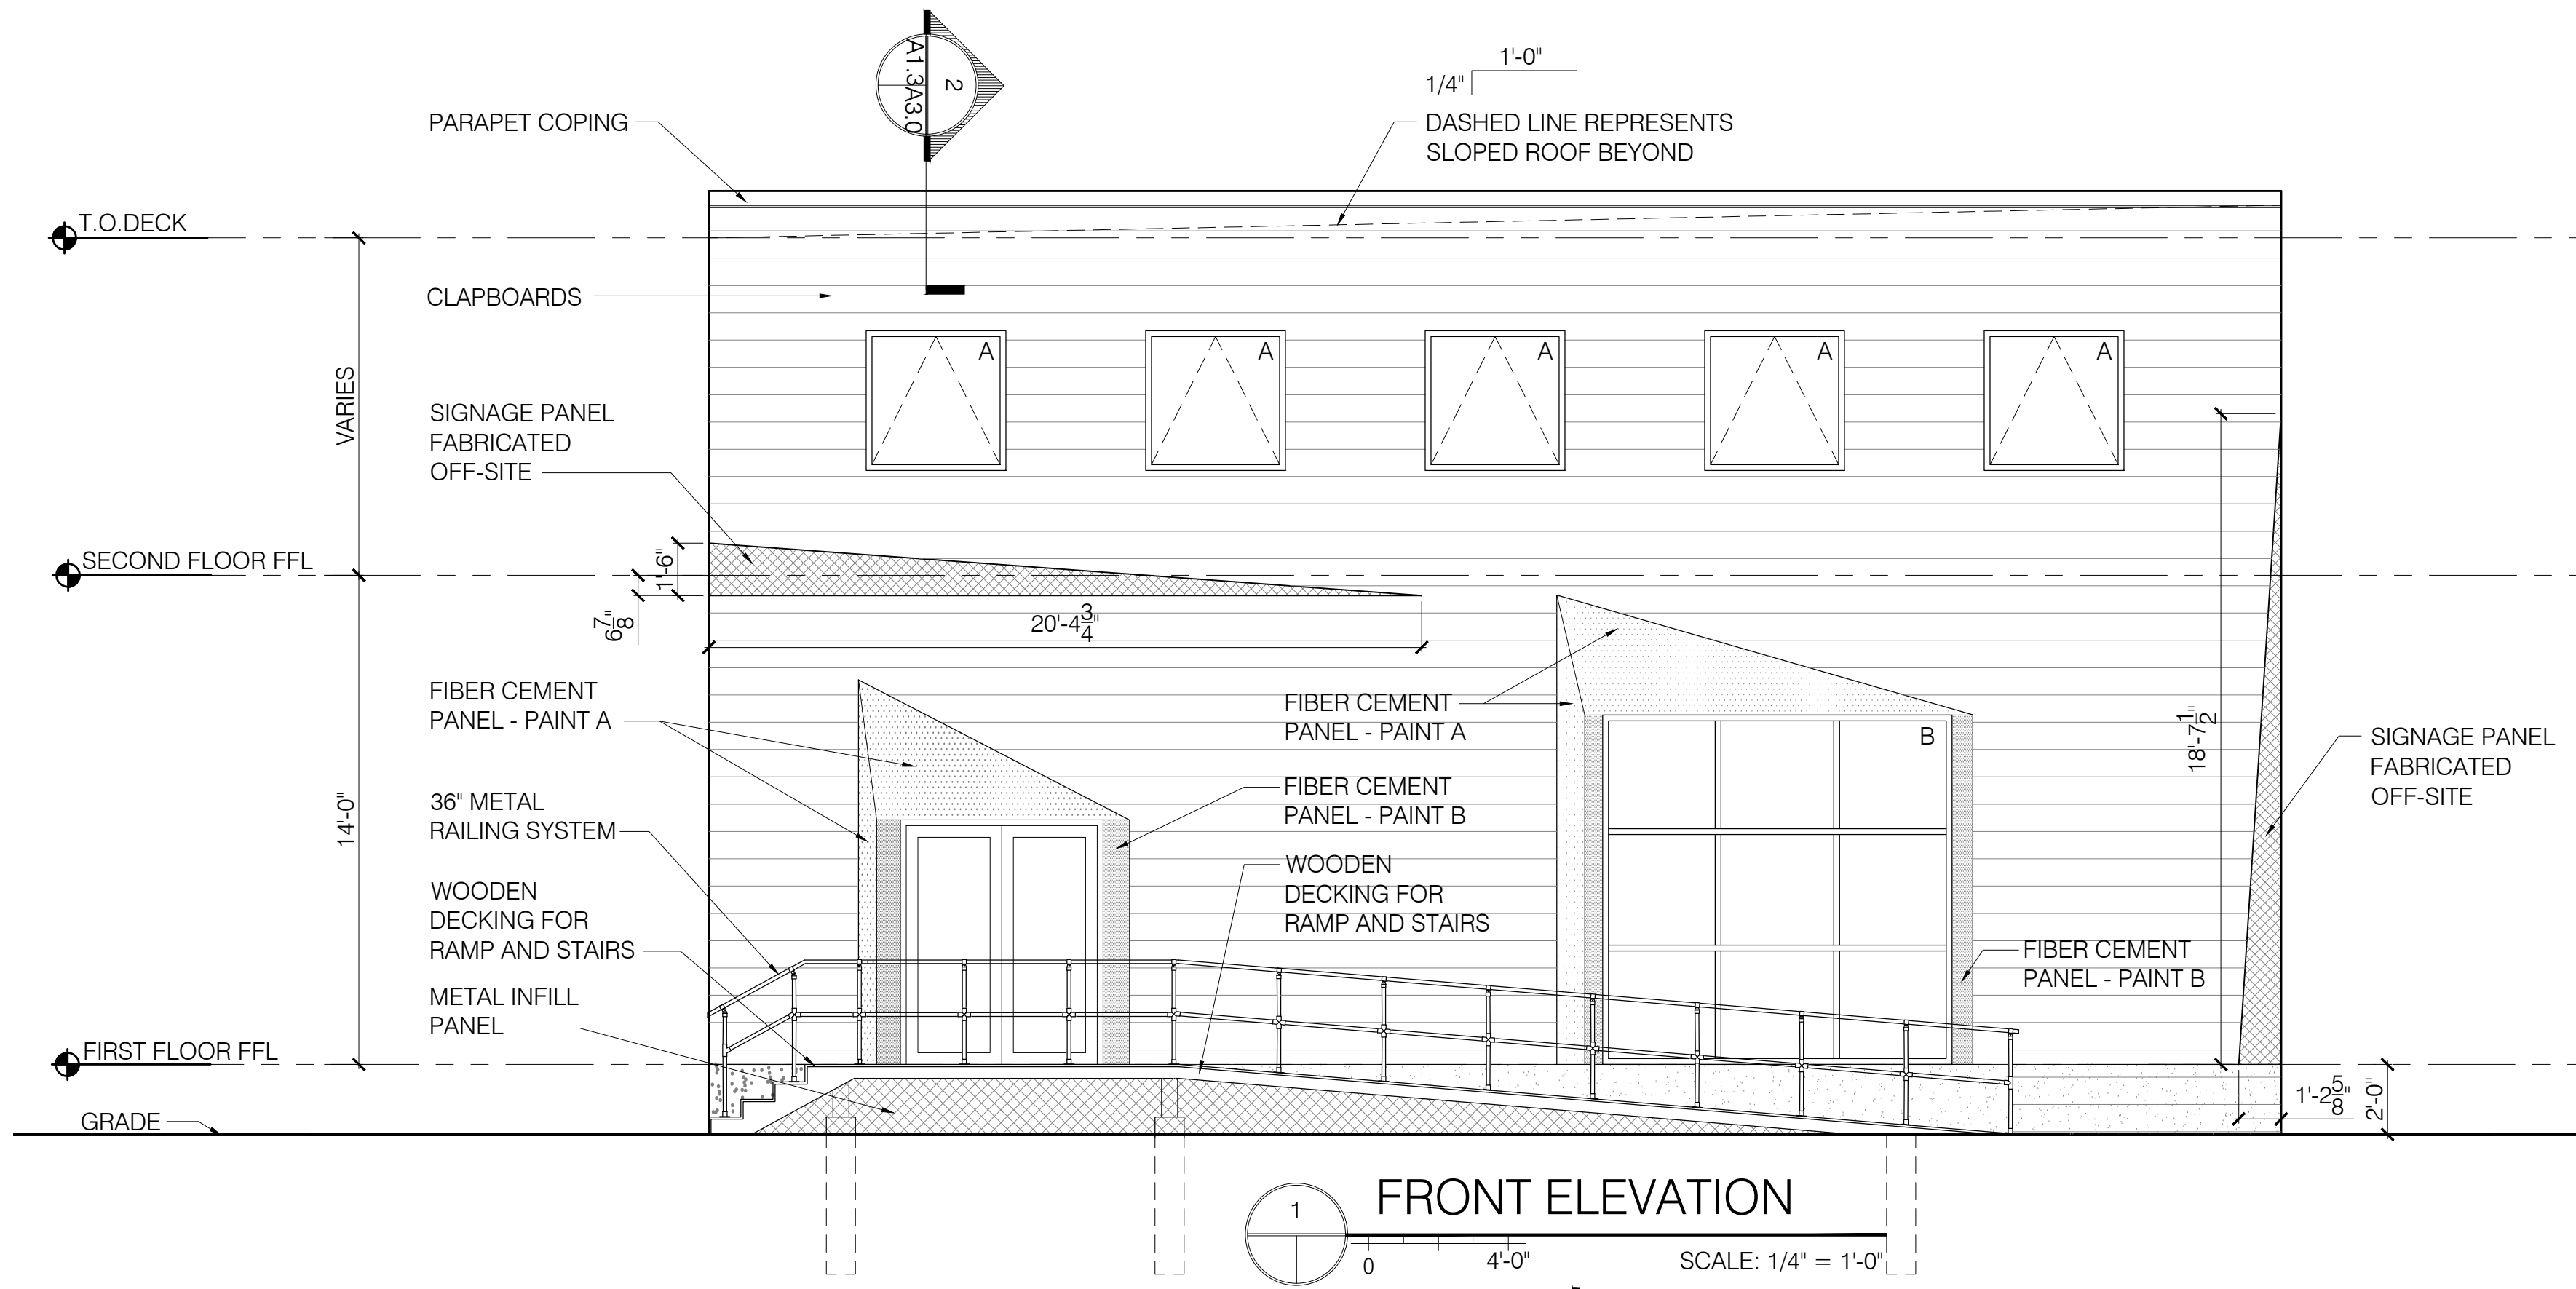 A1.3A3.0
2
1'-0"
1/4"
PARAPET COPING
DASHED LINE REPRESENTS
SLOPED ROOF BEYOND
T.O.DECK
CLAPBOARDS
A
A
A
A
A
VARIES
SIGNAGE PANEL
FABRICATED
OFF-SITE
SECOND FLOOR FFL
1'-6"
6 7/8"
20'-4 3/4"
FIBER CEMENT
PANEL - PAINT A
FIBER CEMENT
PANEL - PAINT A
B
18'-7 1/2"
SIGNAGE PANEL
FABRICATED
OFF-SITE
14'-0"
36" METAL
RAILING SYSTEM
FIBER CEMENT
PANEL - PAINT B
WOODEN
DECKING FOR
RAMP AND STAIRS
WOODEN
DECKING FOR
RAMP AND STAIRS
FIBER CEMENT
PANEL - PAINT B
METAL INFILL
PANEL
FIRST FLOOR FFL
1'-2 5/8"
2'-0"
GRADE
1
FRONT ELEVATION
0
4'-0"
SCALE: 1/4" = 1'-0"